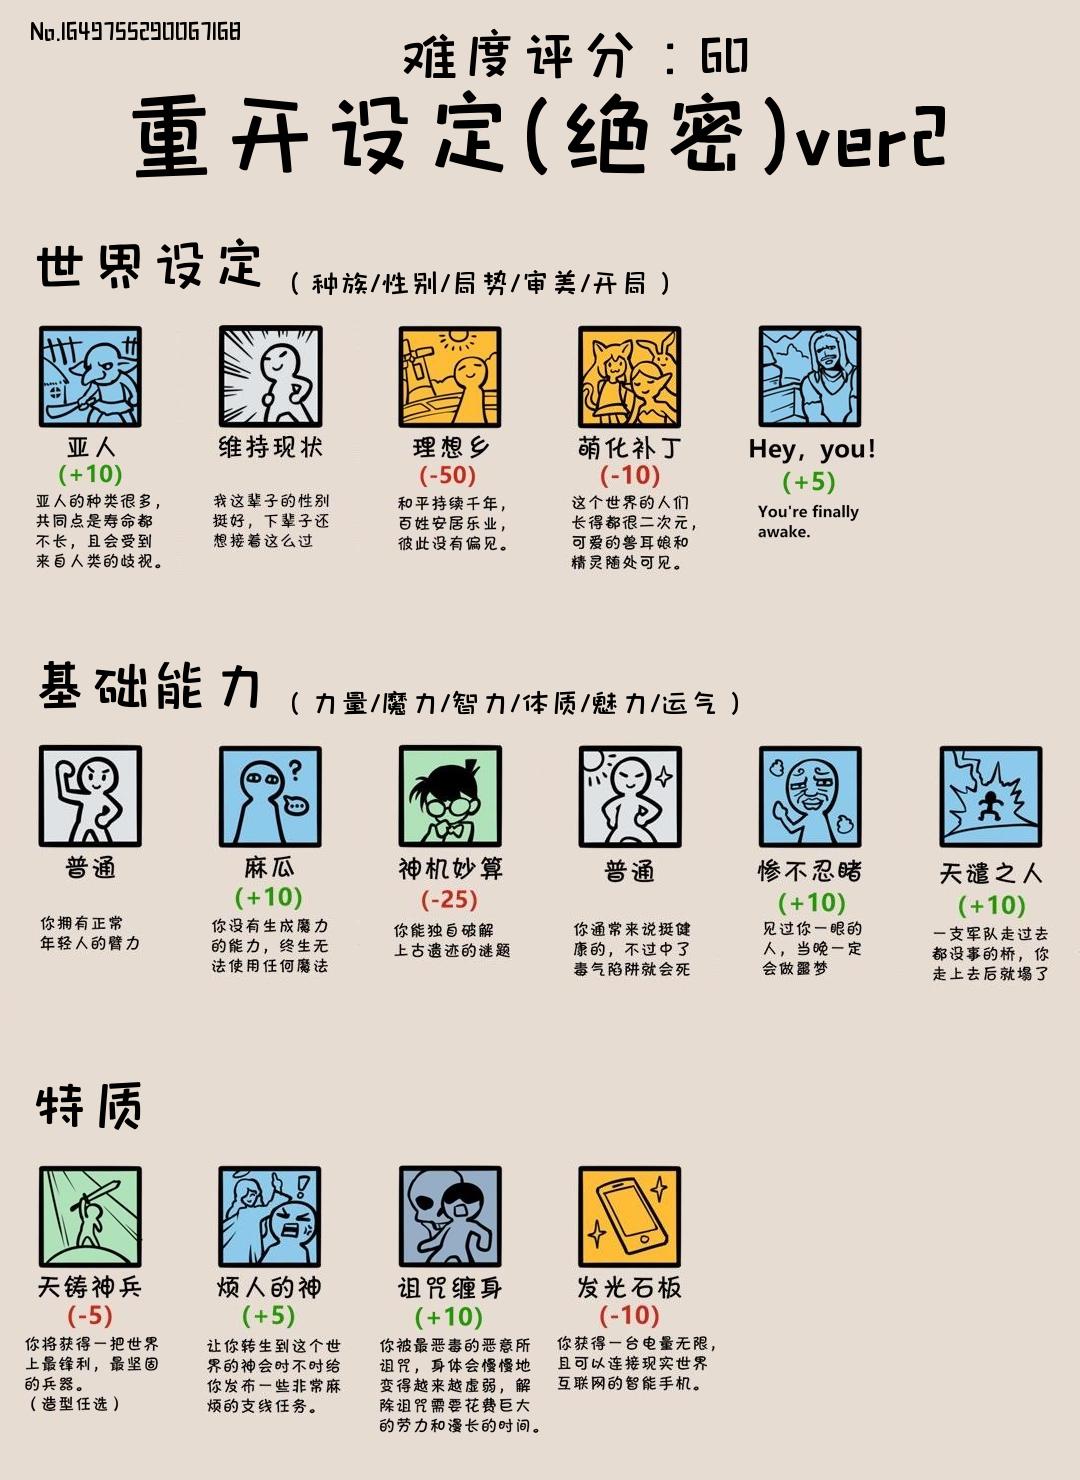 No.1649755290067168
难度评分：60
重开设定(绝密)ver2
世界设定 （种族/性别/局势/审美/开局）
亚人
(+10)
亚人的种类很多，
共同点是寿命都
不长，且会受到
来自人类的歧视。
维持现状
我这辈子的性别
挺好，下辈子还
想接着这么过
理想乡
(-50)
和平持续千年，
百姓安居乐业，
彼此没有偏见。
萌化补丁
(-10)
这个世界的人们
长得都很二次元，
可爱的兽耳娘和
精灵随处可见。
Hey, you!
(+5)
You're finally
awake.
基础能力 （力量/魔力/智力/体质/魅力/运气）
普通
你拥有正常
年轻人的臂力
麻瓜
(+10)
你没有生成魔力
的能力，终生无
法使用任何魔法
神机妙算
(-25)
你能独自破解
上古遗迹的谜题
普通
你通常来说挺健
康的，不过中了
毒气陷阱就会死
惨不忍睹
(+10)
见过你一眼的
人，当晚一定
会做噩梦
天谴之人
(+10)
一支军队走过去
都没事的桥，你
走上去后就塌了
特质
天铸神兵
(-5)
你将获得一把世界
上最锋利，最坚固
的兵器。
（造型任选）
烦人的神
(+5)
让你转生到这个世
界的神会时不时给
你发布一些非常麻
烦的支线任务。
诅咒缠身
(+10)
你被最恶毒的恶意所
诅咒，身体会慢慢地
变得越来越虚弱，解
除诅咒需要花费巨大
的劳力和漫长的时间。
发光石板
(-10)
你获得一台电量无限，
且可以连接现实世界
互联网的智能手机。